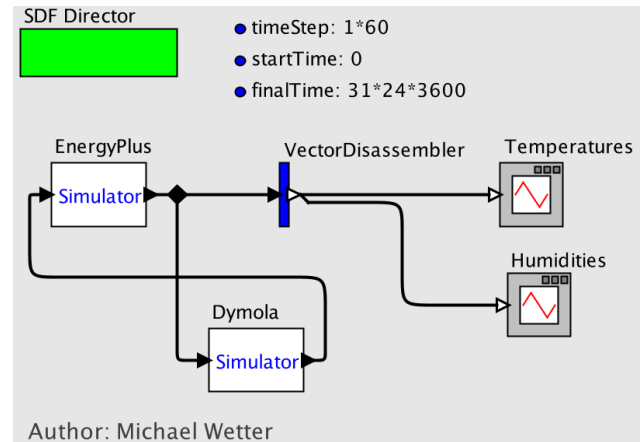 SDF Director
timeStep: 1*60
startTime: 0
finalTime: 31*24*3600
EnergyPlus
VectorDisassembler
Temperatures
Simulator
Humidities
Dymola
Simulator
Author: Michael Wetter